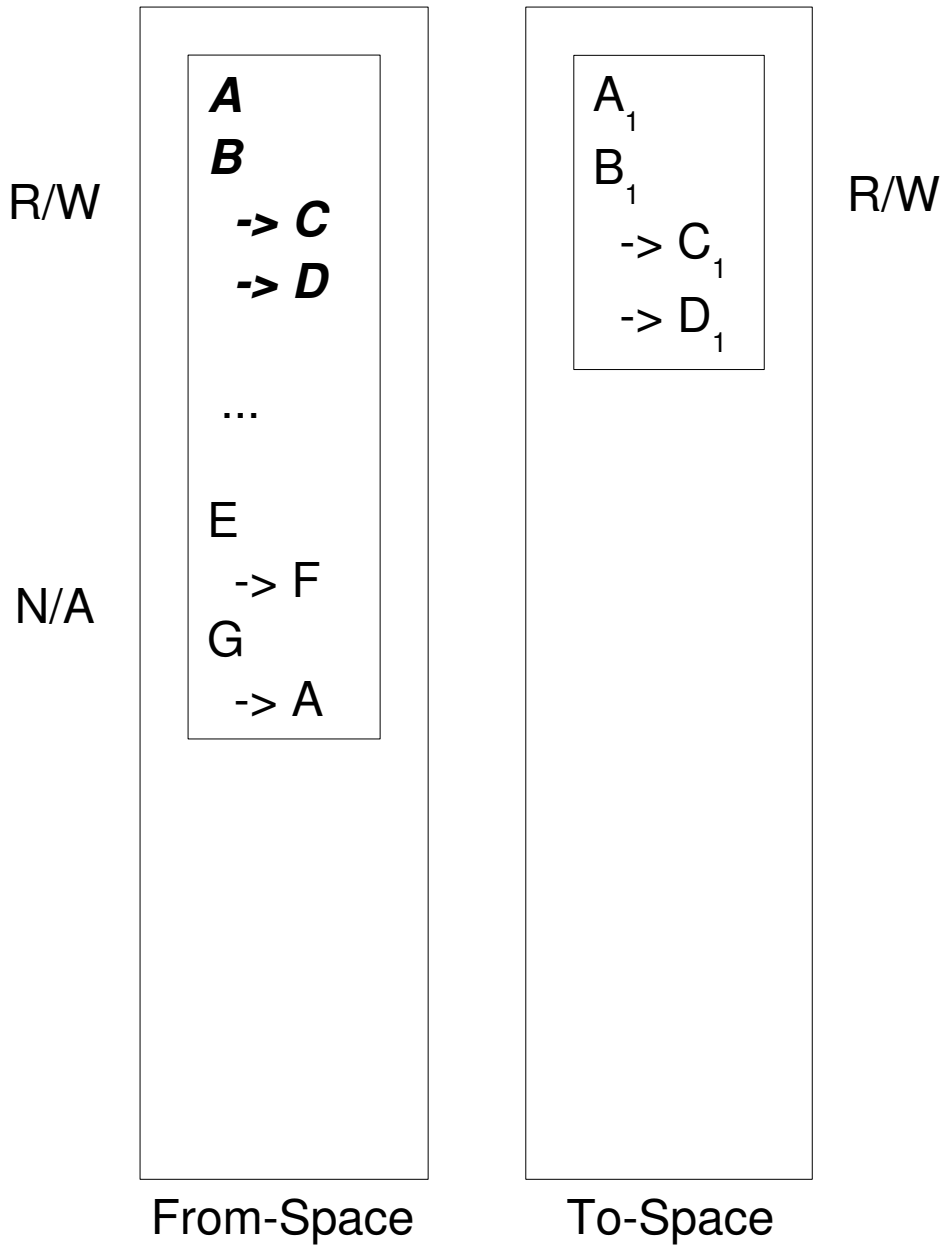 A
B
-> C
-> D
...
E
-> F
G
-> A
R/W
N/A
From-Space
A₁
B₁
-> C₁
-> D₁
R/W
To-Space